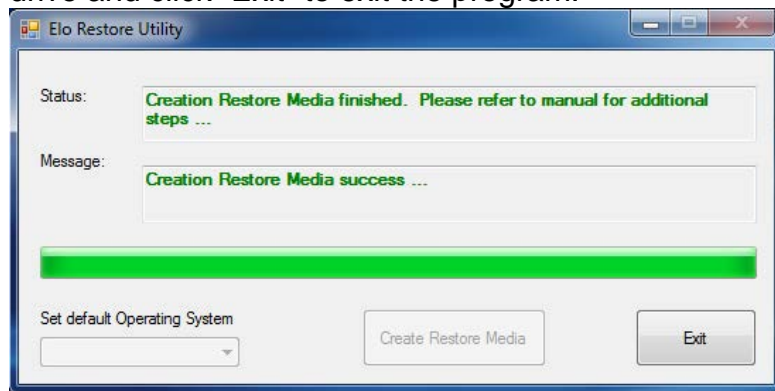 drive and click "Exit" to exit the program.
Elo Restore Utility
Status:
Creation Restore Media finished. Please refer to manual for additional
steps ...
Message:
Creation Restore Media success ...
Set default Operating System
Create Restore Media
Exit